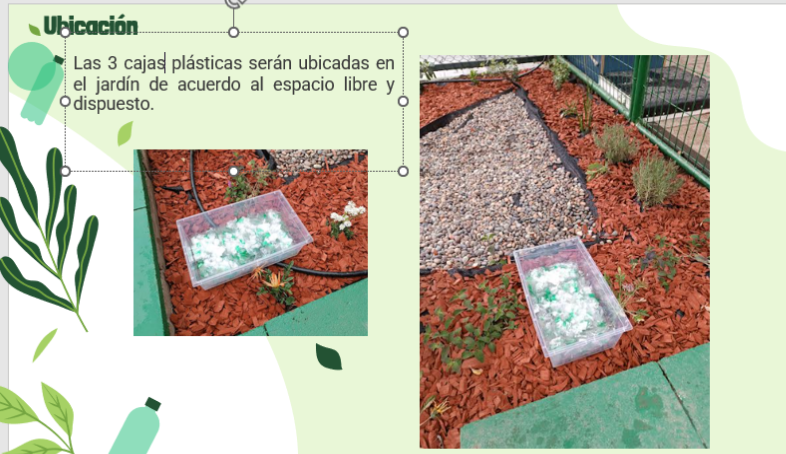 Ubicación
Las 3 cajas plásticas serán ubicadas en
el jardín de acuerdo al espacio libre y
dispuesto.